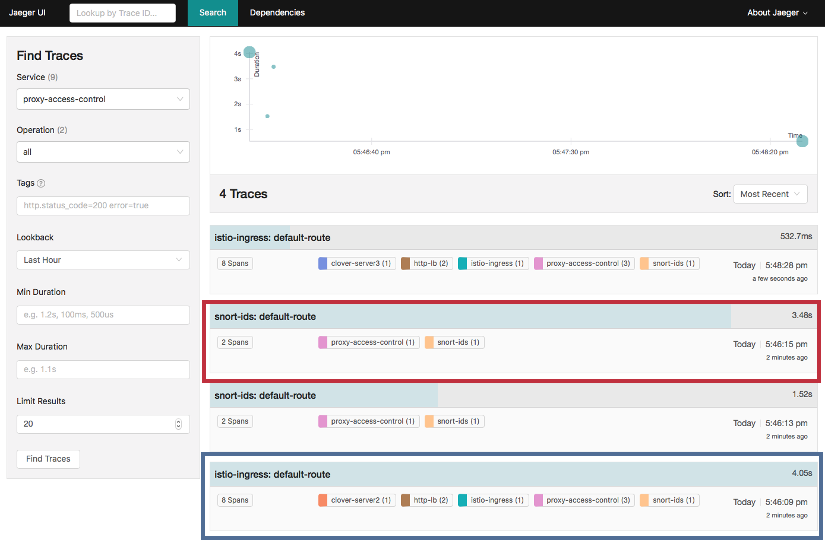 Jaeger UI
Lookup by Trace ID...
Search
Dependencies
About Jaeger
Find Traces
Service (9)
proxy-access-control
Operation (2)
all
Tags ?
http.status_code=200 error=true
Lookback
Last Hour
Min Duration
e.g. 1.2s, 100ms, 500us
Max Duration
e.g. 1.1s
Limit Results
20
Find Traces
Duration
4s
3s
2s
1s
Time
05:46:40 pm
05:47:30 pm
05:48:20 pm
4 Traces
Sort: Most Recent
istio-ingress: default-route 532.7ms
8 Spans clover-server3 (1) http-lb (2) istio-ingress (1) proxy-access-control (3) snort-ids (1) Today 5:48:28 pm
a few seconds ago
snort-ids: default-route 3.48s
2 Spans proxy-access-control (1) snort-ids (1) Today 5:46:15 pm
2 minutes ago
snort-ids: default-route 1.52s
2 Spans proxy-access-control (1) snort-ids (1) Today 5:46:13 pm
2 minutes ago
istio-ingress: default-route 4.05s
8 Spans clover-server2 (1) http-lb (2) istio-ingress (1) proxy-access-control (3) snort-ids (1) Today 5:46:09 pm
2 minutes ago